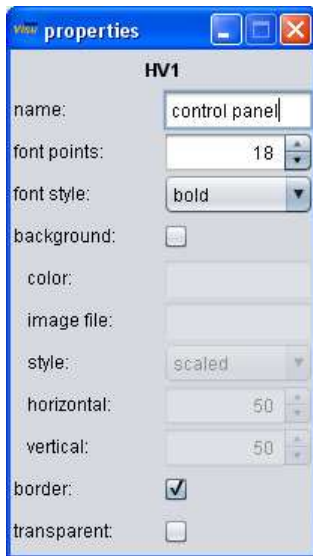 View properties
HV1
name: control panel
font points: 18
font style: bold
background:
color:
image file:
style: scaled
horizontal: 50
vertical: 50
border:
transparent: